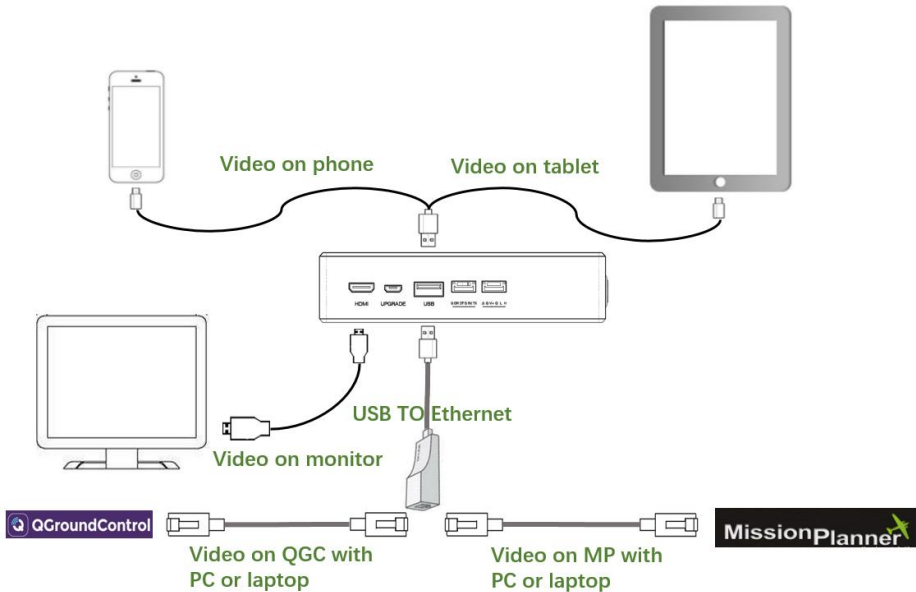 Video on phone
Video on tablet
HDMI
UPGRADE
USB
USB TO Ethernet
Video on monitor
QGroundControl
MissionPlanner
Video on QGC with
PC or laptop
Video on MP with
PC or laptop